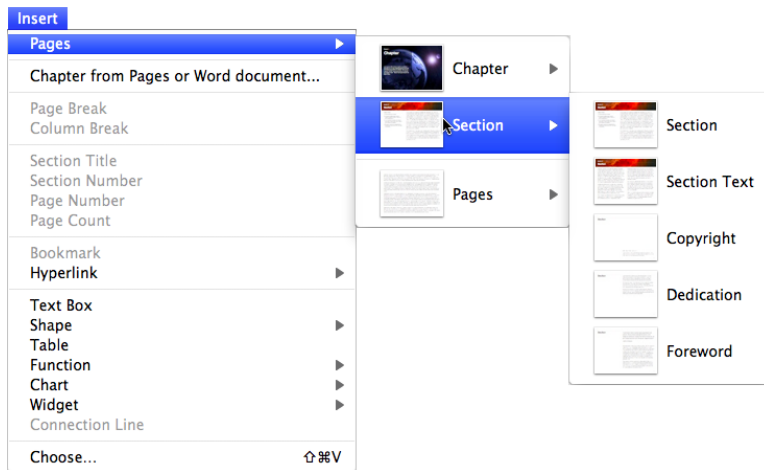 Insert
Pages
Chapter from Pages or Word document...
Page Break
Column Break
Section Title
Section Number
Page Number
Page Count
Bookmark
Hyperlink
Text Box
Shape
Table
Function
Chart
Widget
Connection Line
Choose... ⇧⌘V
Chapter
Section
Pages
Section
Section Text
Copyright
Dedication
Foreword